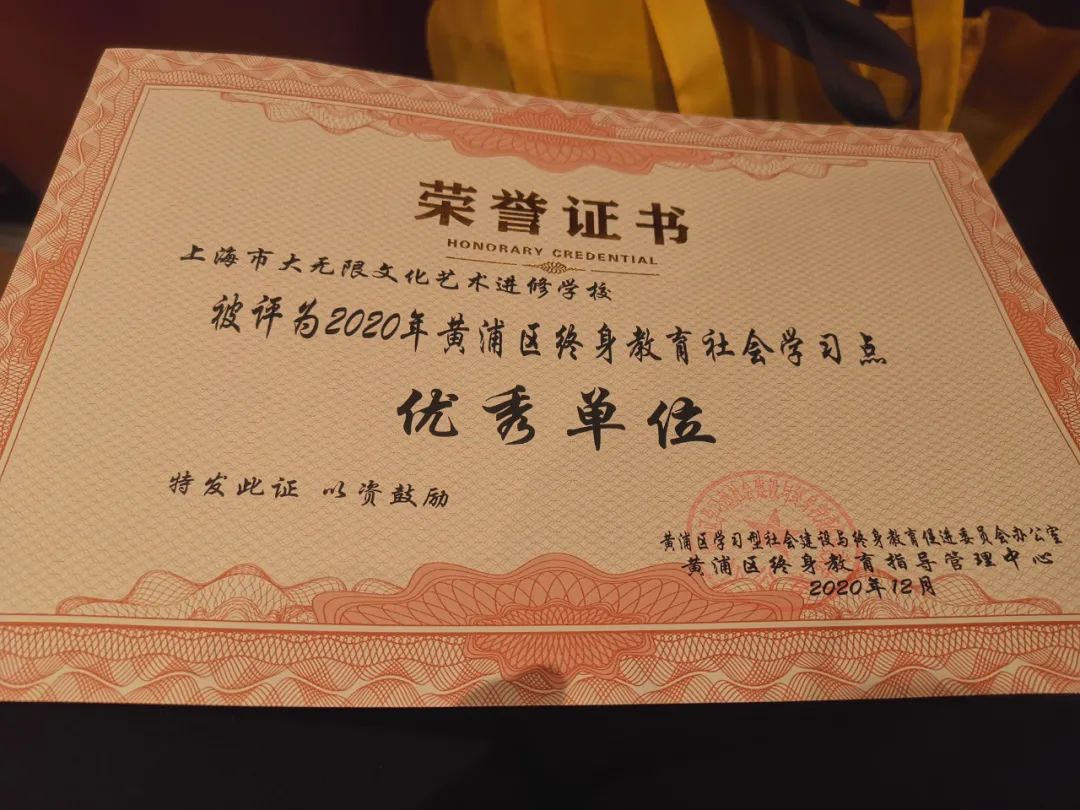 荣誉证书
HONORARY CREDENTIAL
上海市大无限文化艺术进修学校
被评为2020年黄浦区终身教育社会学习点
优秀单位
特发此证 以资鼓励
黄浦区学习型社会建设与终身教育促进委员会办公室
黄浦区终身教育指导管理中心
2020年12月